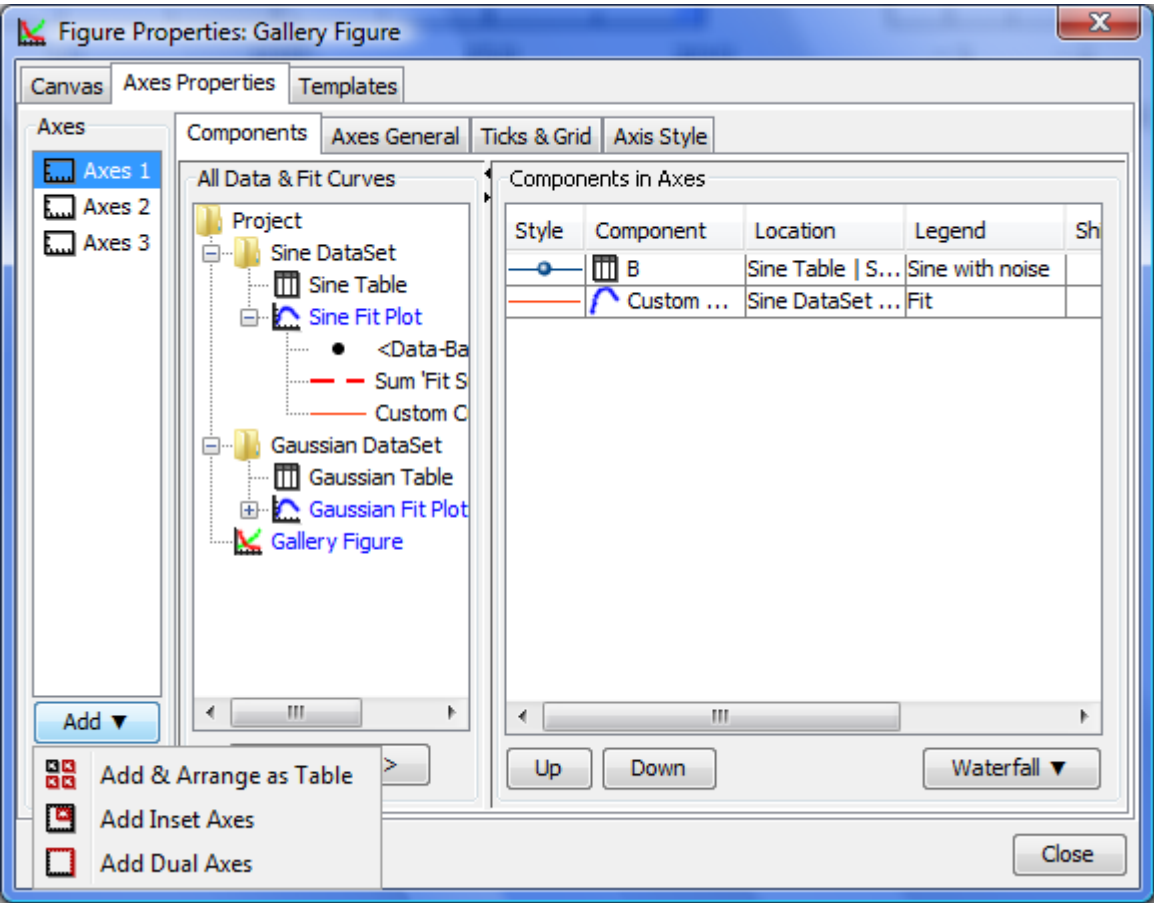 Figure Properties: Gallery Figure
X
Canvas Axes Properties Templates
Axes
Axes 1
Axes 2
Axes 3
Add ▼
Components Axes General Ticks & Grid Axis Style
All Data & Fit Curves
Project
Sine DataSet
Sine Table
Sine Fit Plot
<Data-Ba
Sum 'Fit S
Custom C
Gaussian DataSet
Gaussian Table
Gaussian Fit Plot
Gallery Figure
>
Components in Axes
Style Component Location Legend Shi
B Sine Table | S... Sine with noise
Custom ... Sine DataSet ... Fit
Up Down Waterfall ▼
Add & Arrange as Table
Add Inset Axes
Add Dual Axes
Close